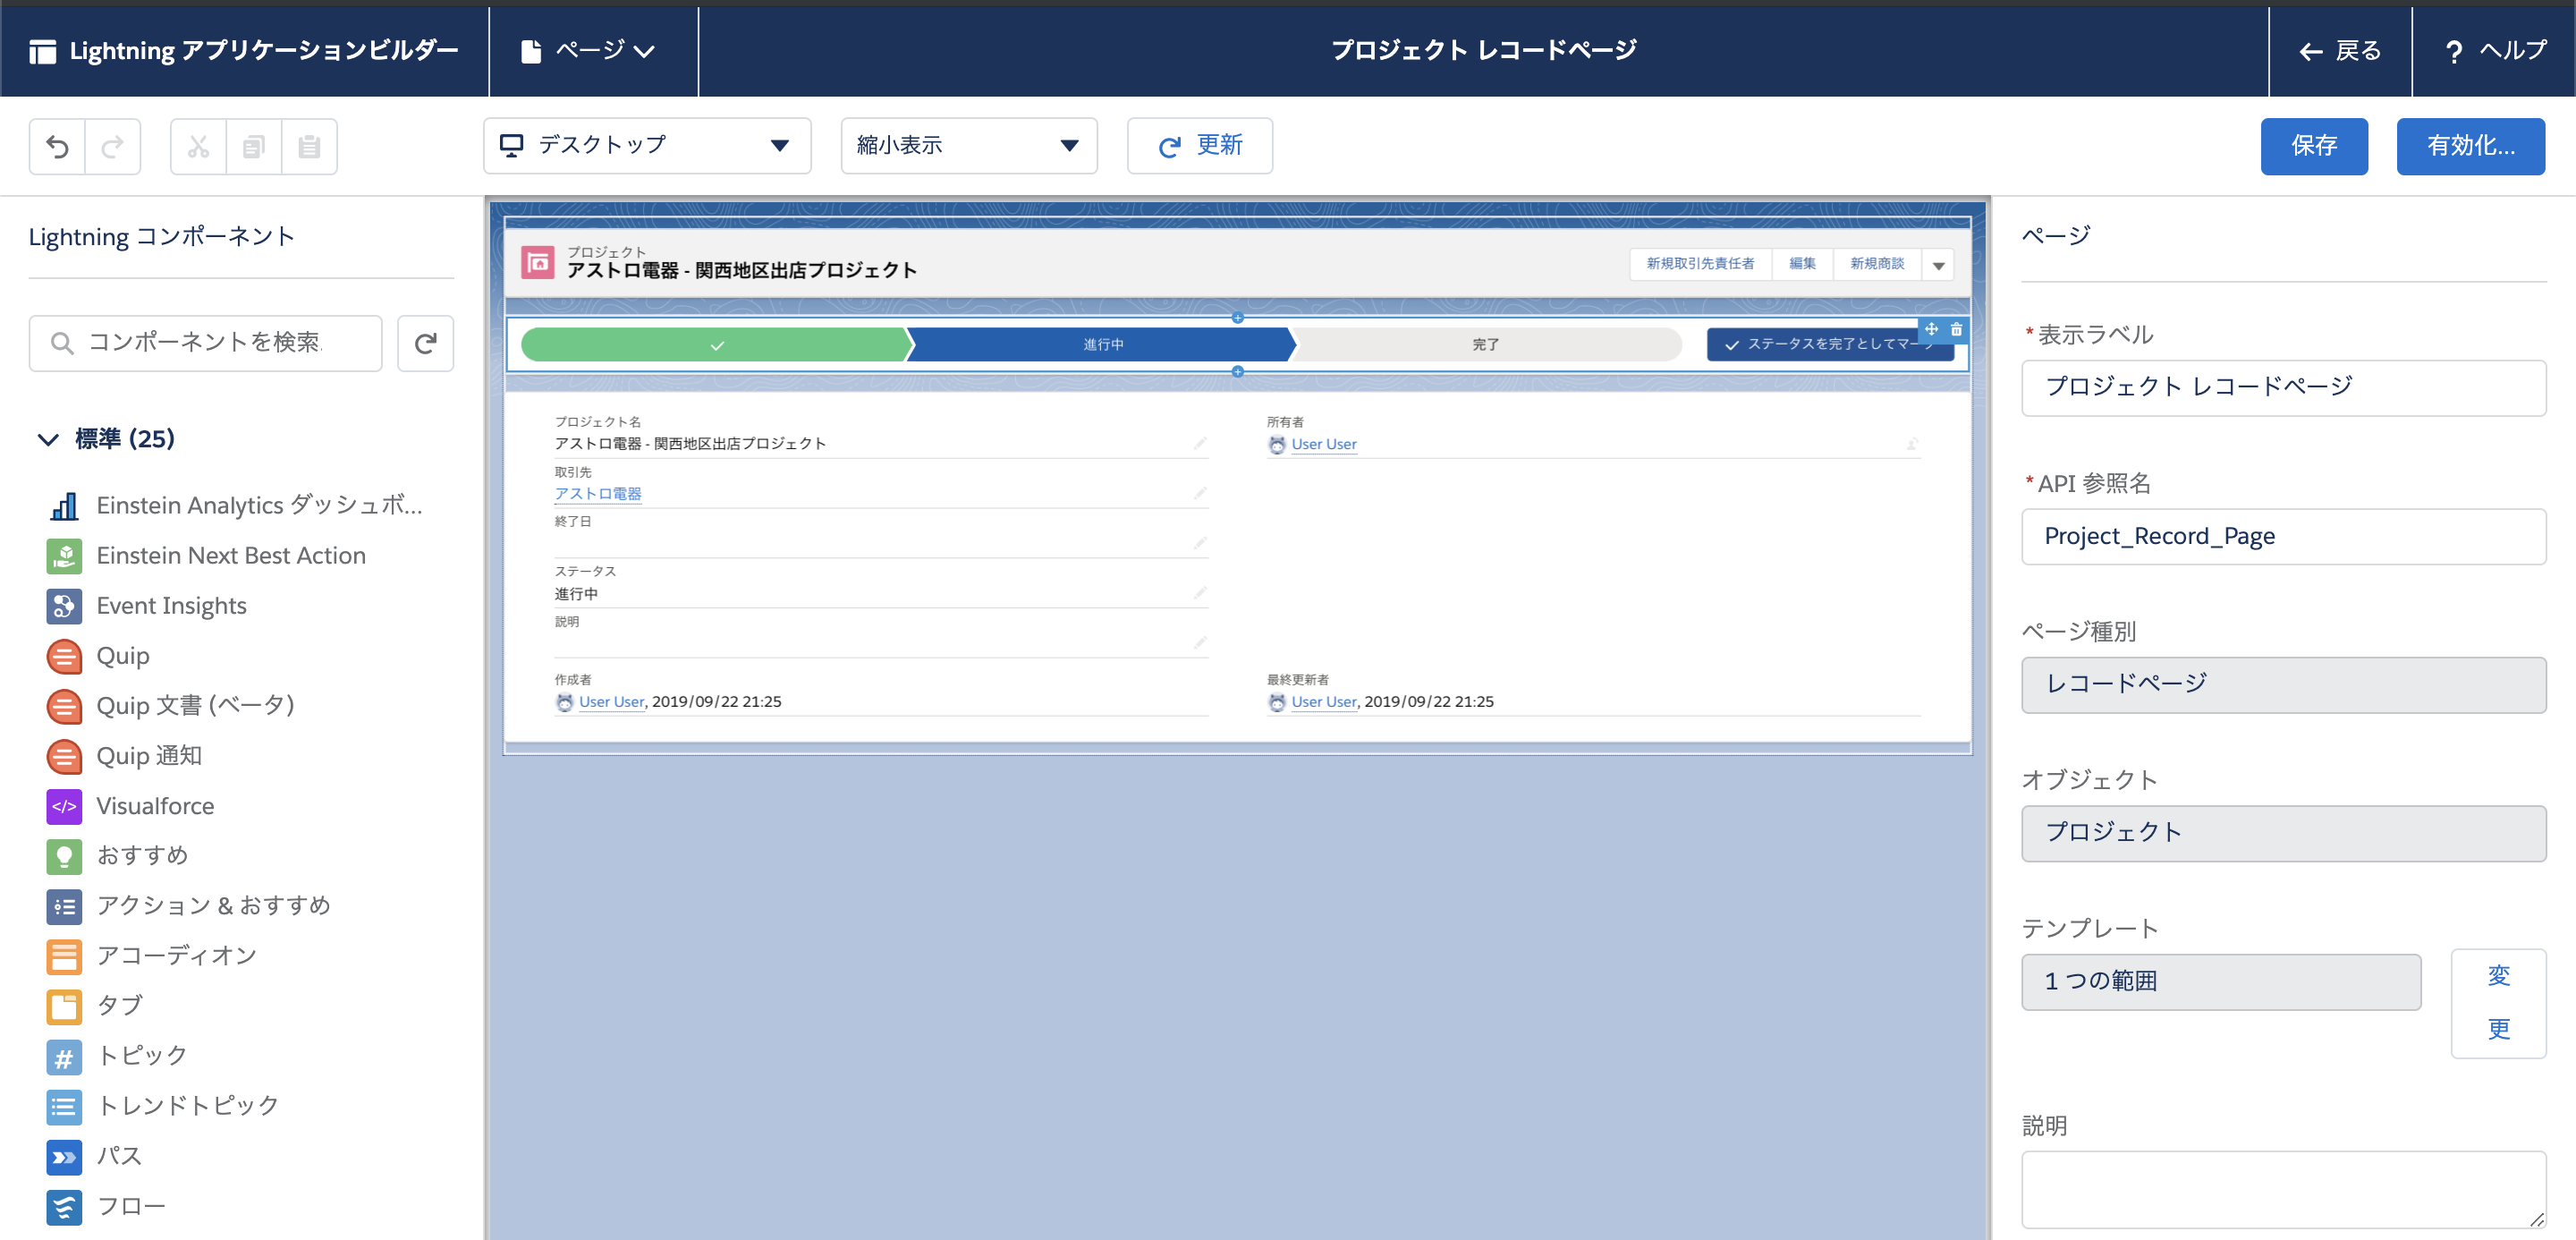 Lightning アプリケーションビルダー
ページ
プロジェクト レコードページ
戻る
? ヘルプ
デスクトップ
縮小表示
更新
保存
有効化...
Lightning コンポーネント
コンポーネントを検索.
標準 (25)
Einstein Analytics ダッシュボ...
Einstein Next Best Action
Event Insights
Quip
Quip 文書 (ベータ)
Quip 通知
Visualforce
おすすめ
アクション & おすすめ
アコーディオン
タブ
トピック
トレンドトピック
パス
フロー
プロジェクト
アストロ電器 - 関西地区出店プロジェクト
新規取引先責任者
編集
新規商談
進行中
完了
ステータスを完了としてマーク
プロジェクト名
アストロ電器 - 関西地区出店プロジェクト
所有者
User User
取引先
アストロ電器
終了日
ステータス
進行中
説明
作成者
User User, 2019/09/22 21:25
最終更新者
User User, 2019/09/22 21:25
ページ
*表示ラベル
プロジェクト レコードページ
*API 参照名
Project_Record_Page
ページ種別
レコードページ
オブジェクト
プロジェクト
テンプレート
1 つの範囲
変
更
説明